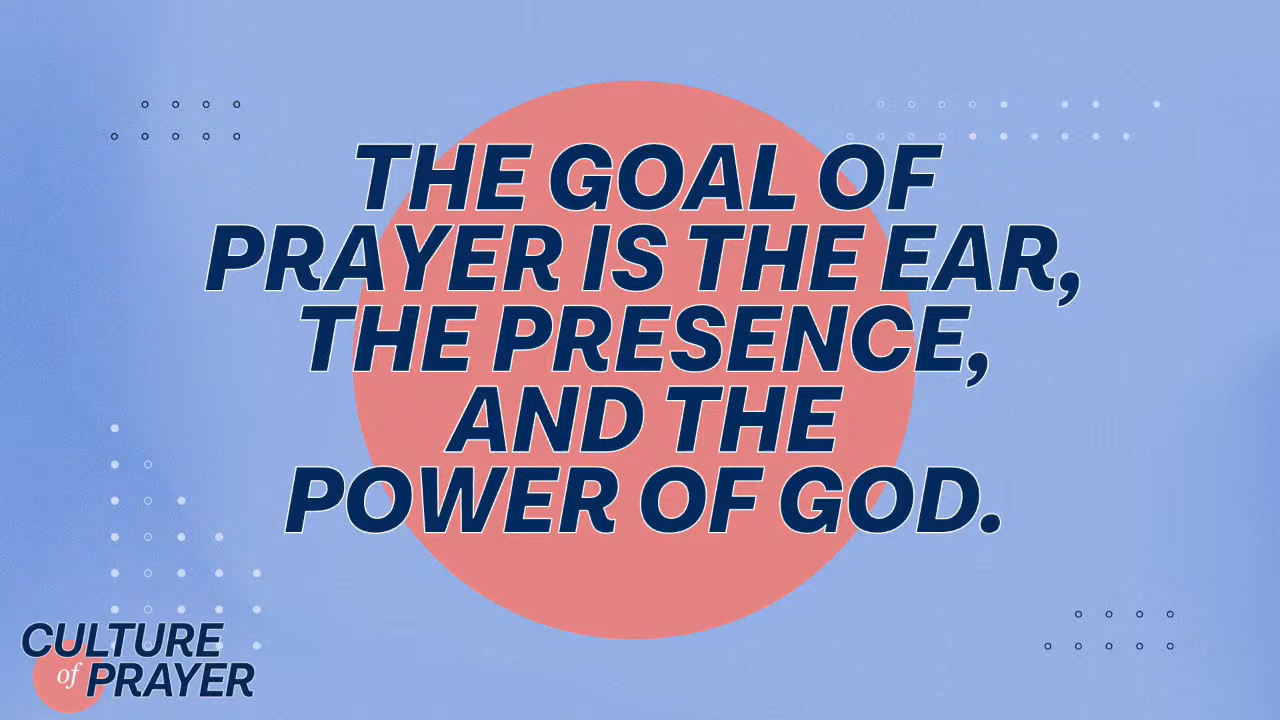 THE GOAL OF
PRAYER IS THE EAR,
THE PRESENCE,
AND THE
POWER OF GOD.
CULTURE
of PRAYER